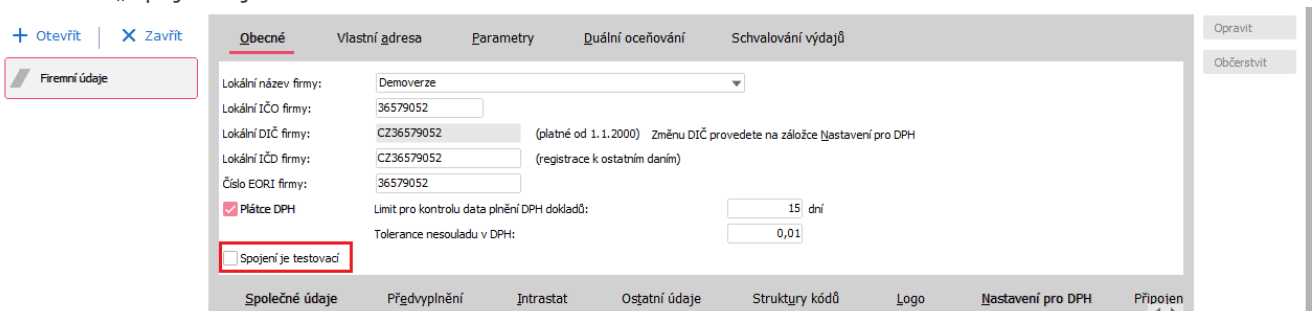 + Otevřít | X Zavřít
Firemní údaje
Obecné Vlastní adresa Parametry Duální oceňování Schvalování výdajů
Opravit
Občerstvit
Lokální název firmy: Demoverze
Lokální IČO firmy: 36579052
Lokální DIČ firmy: CZ36579052 (platné od 1.1.2000) Změnu DIČ provedete na záložce Nastavení pro DPH
Lokální IČD firmy: CZ36579052 (registrace k ostatním daním)
Číslo EORI firmy: 36579052
Plátce DPH Limit pro kontrolu data plnění DPH dokladů: 15 dní
Tolerance nesouladu v DPH: 0,01
Spojení je testovací
Společné údaje Předvyplnění Intrastat Ostatní údaje Struktury kódů Logo Nastavení pro DPH Připojen